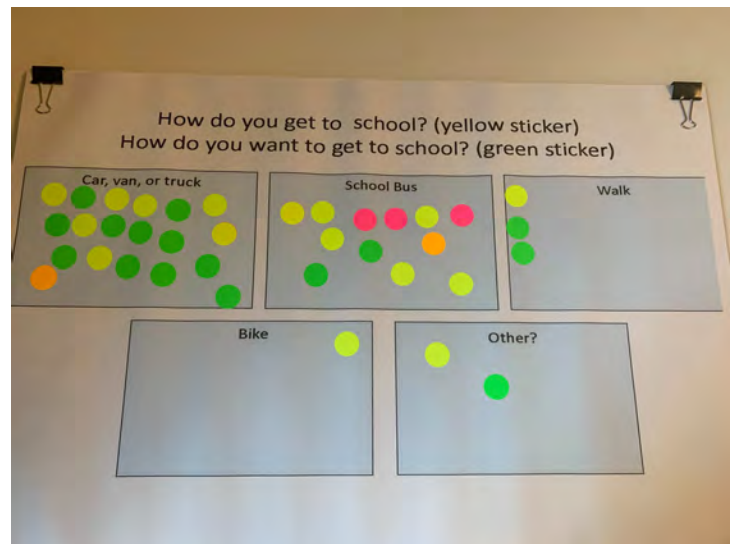 How do you get to school? (yellow sticker)
How do you want to get to school? (green sticker)
Car, van, or truck
School Bus
Walk
Bike
Other?